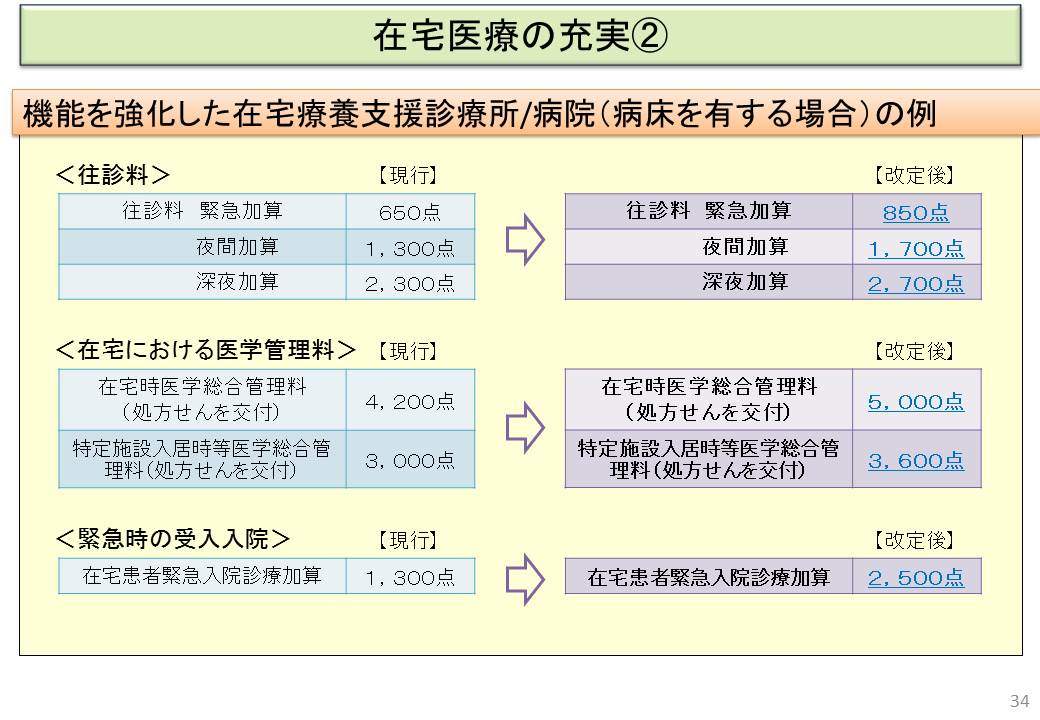 在宅医療の充実②
機能を強化した在宅療養支援診療所/病院（病床を有する場合）の例
＜往診料＞ 【現行】 【改定後】
往診料　緊急加算 650点 往診料　緊急加算 850点
夜間加算 1，300点 夜間加算 1，700点
深夜加算 2，300点 深夜加算 2，700点
＜在宅における医学管理料＞ 【現行】 【改定後】
在宅時医学総合管理料
（処方せんを交付） 4，200点
在宅時医学総合管理料
（処方せんを交付） 5，000点
特定施設入居時等医学総合管
理料（処方せんを交付） 3，000点
特定施設入居時等医学総合管
理料（処方せんを交付） 3，600点
＜緊急時の受入入院＞ 【現行】 【改定後】
在宅患者緊急入院診療加算 1，300点 在宅患者緊急入院診療加算 2，500点
34